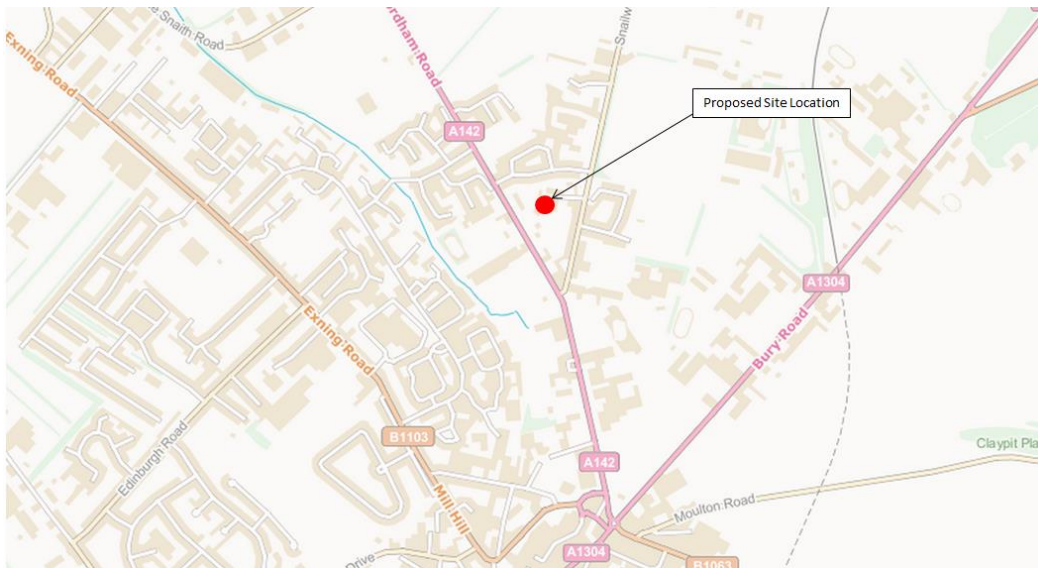 Snaith Road
Exning Road
rdham Road
Snailw
A142
Proposed Site Location
A1304
Bury Road
Exning Road
B1103
Edinburgh Road
Mill Hill
A142
Claypit Pla
Moulton Road
Drive
A1304
B1063